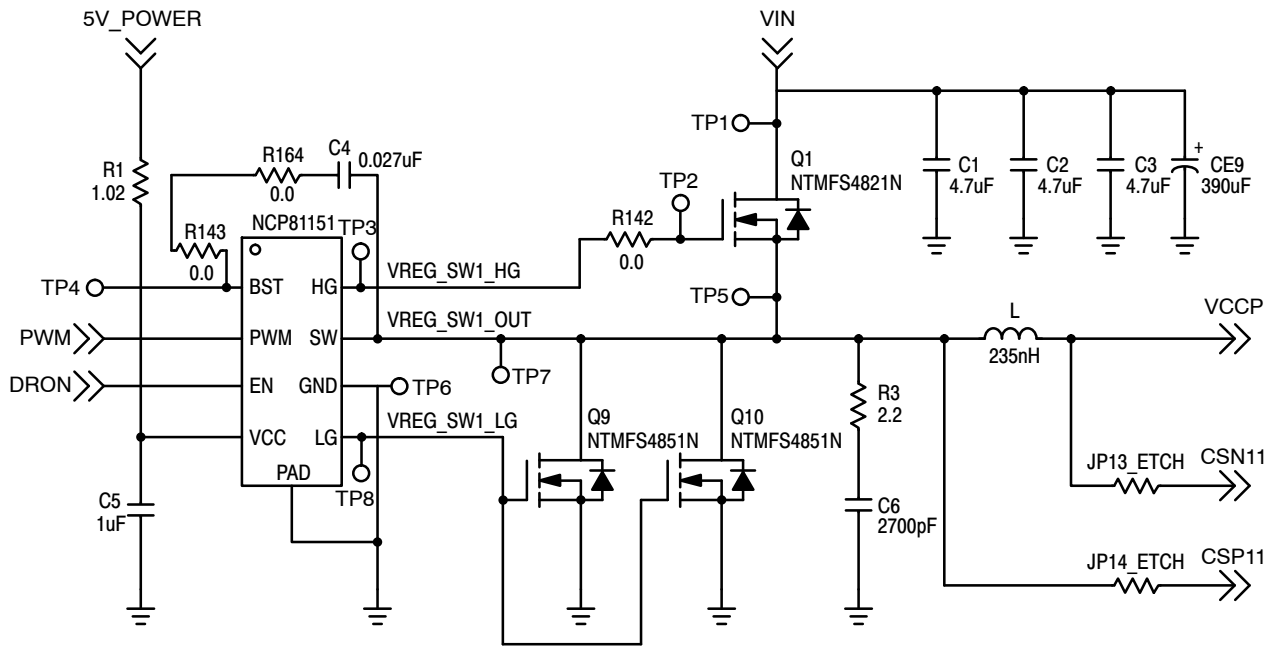 5V_POWER
VIN
TP1
R1
1.02
R164
0.0
C4
0.027uF
Q1
NTMFS4821N
C1
4.7uF
C2
4.7uF
C3
4.7uF
+
CE9
390uF
TP2
R143
0.0
NCP81151
TP3
R142
0.0
TP4
BST
HG
VREG_SW1_HG
TP5
PWM
PWM
SW
VREG_SW1_OUT
L
235nH
VCCP
DRON
EN
GND
TP6
TP7
VCC
LG
VREG_SW1_LG
PAD
TP8
Q9
NTMFS4851N
Q10
NTMFS4851N
R3
2.2
C5
1uF
C6
2700pF
JP13_ETCH
CSN11
JP14_ETCH
CSP11